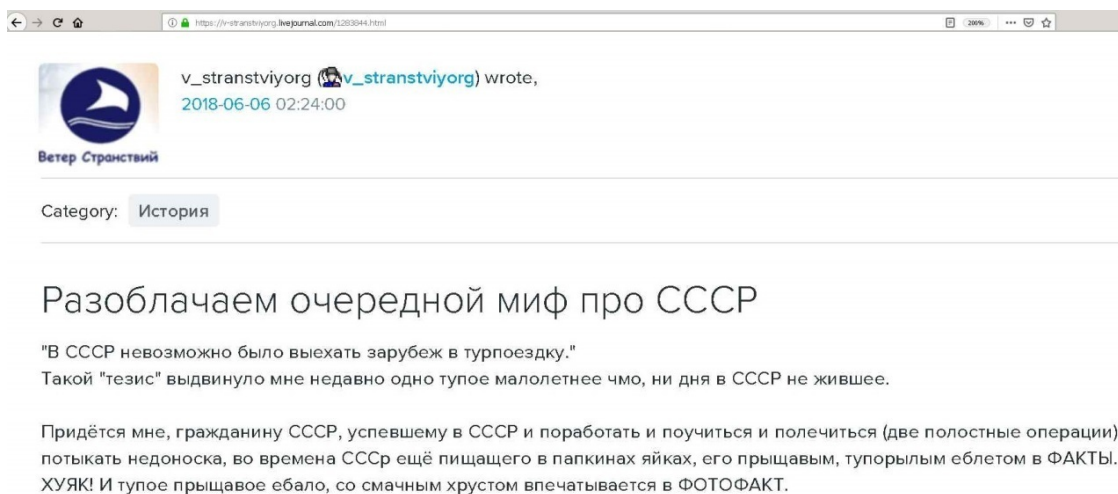 https://v-stranstviyorg.livejournal.com/1283844.html
200%
v_stranstviyorg (v_stranstviyorg) wrote,
2018-06-06 02:24:00
Ветер Странствий
Category: История
Разоблачаем очередной миф про СССР
"В СССР невозможно было выехать зарубеж в турпоездку."
Такой "тезис" выдвинуло мне недавно одно тупое малолетнее чмо, ни дня в СССР не жившее.
Придётся мне, гражданину СССР, успевшему в СССР и поработать и поучиться и полечиться (две полостные операции)
потыкать недоноска, во времена СССр ещё пищащего в папкиных яйках, его прыщавым, тупорылым еблетом в ФАКТЫ.
ХУЯК! И тупое прыщавое ебало, со смачным хрустом впечатывается в ФОТОФАКТ.